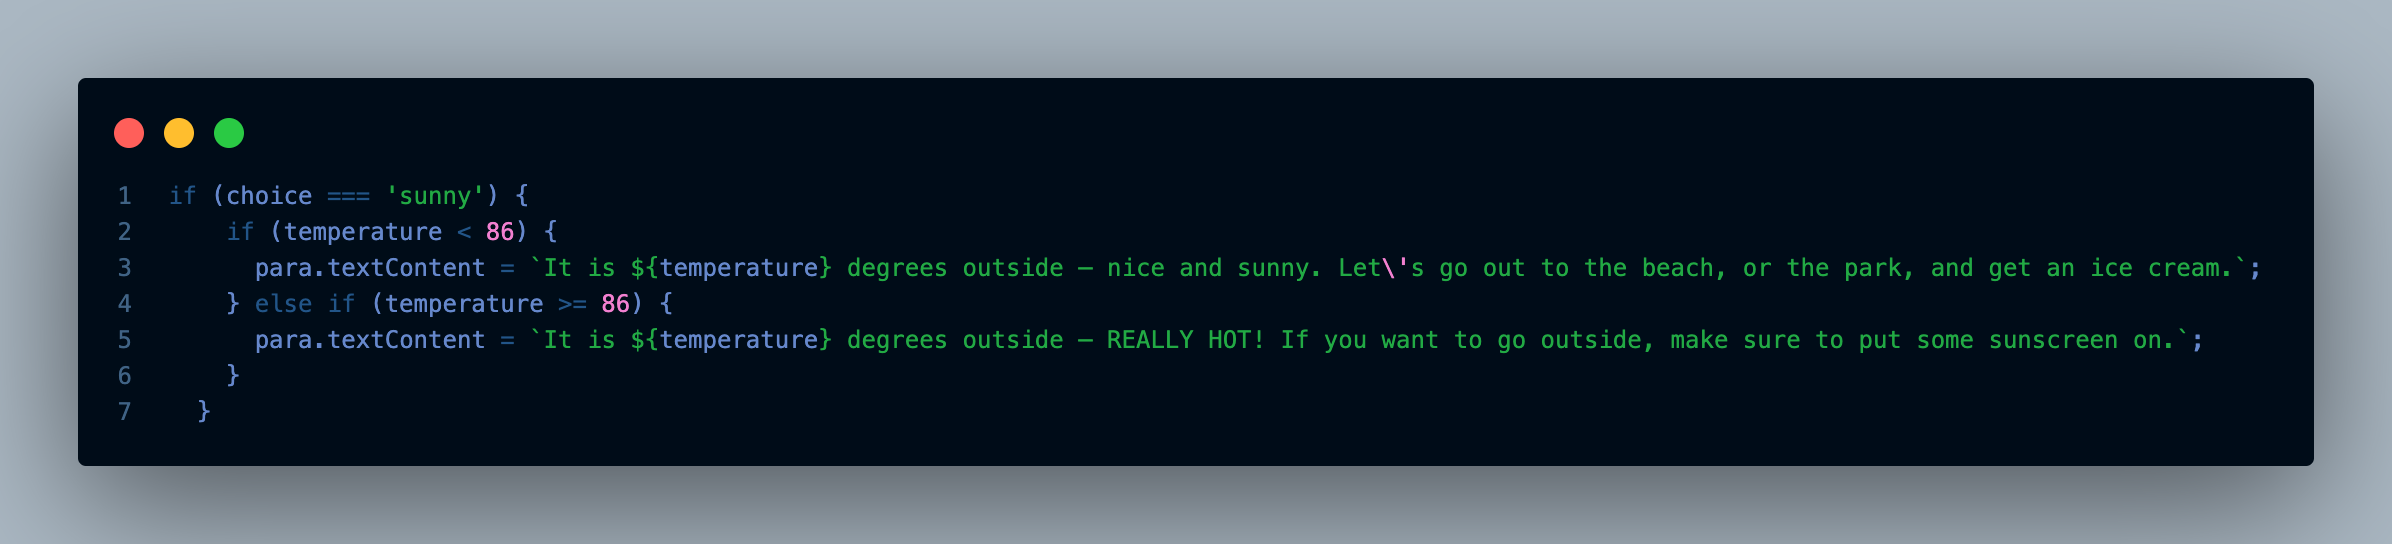 1 if (choice === 'sunny') {
2     if (temperature < 86) {
3       para.textContent = `It is ${temperature} degrees outside — nice and sunny. Let\'s go out to the beach, or the park, and get an ice cream.`;
4     } else if (temperature >= 86) {
5       para.textContent = `It is ${temperature} degrees outside — REALLY HOT! If you want to go outside, make sure to put some sunscreen on.`;
6     }
7   }